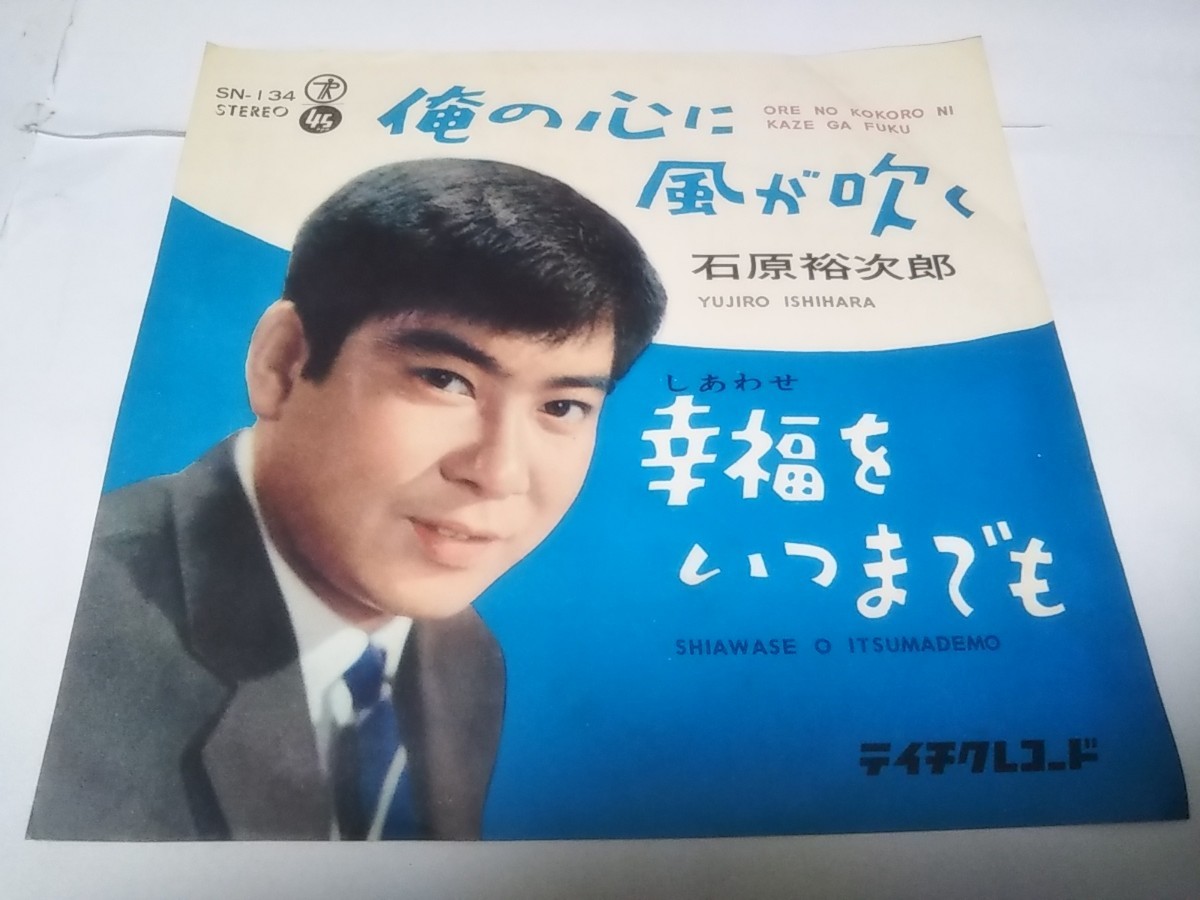 SN-134
STEREO
45
俺の心に
ORE NO KOKORO NI
KAZE GA FUKU
風が吹く
石原裕次郎
YUJIRO ISHIHARA
しあわせ
幸福を
いつまでも
SHIAWASE O ITSUMADEMO
テイチクレコード